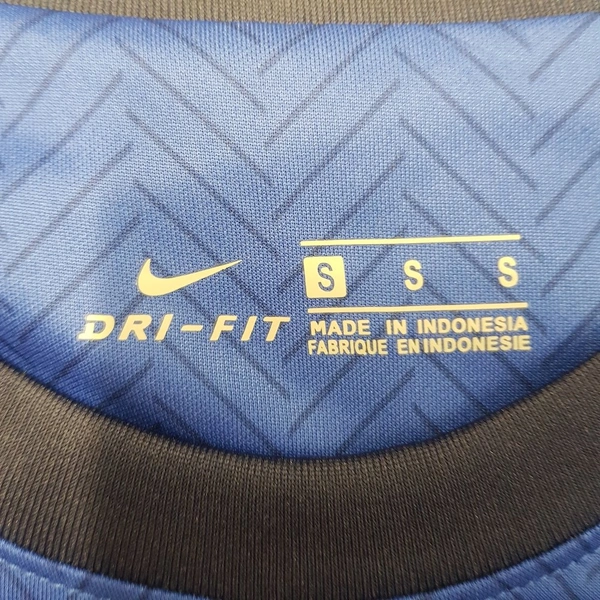 S S S
DRI-FIT
MADE IN INDONESIA
FABRIQUE EN INDONESIE